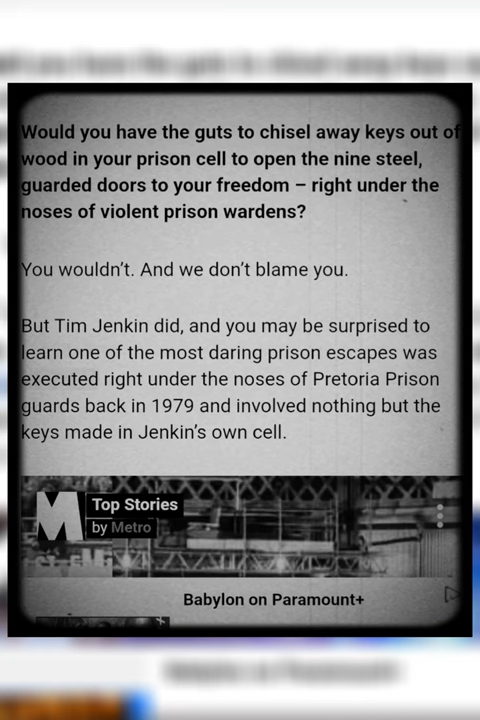 Would you have the guts to chisel away keys out of
wood in your prison cell to open the nine steel,
guarded doors to your freedom – right under the
noses of violent prison wardens?
You wouldn’t. And we don’t blame you.
But Tim Jenkin did, and you may be surprised to
learn one of the most daring prison escapes was
executed right under the noses of Pretoria Prison
guards back in 1979 and involved nothing but the
keys made in Jenkin’s own cell.
M
Top Stories
by Metro
Babylon on Paramount+